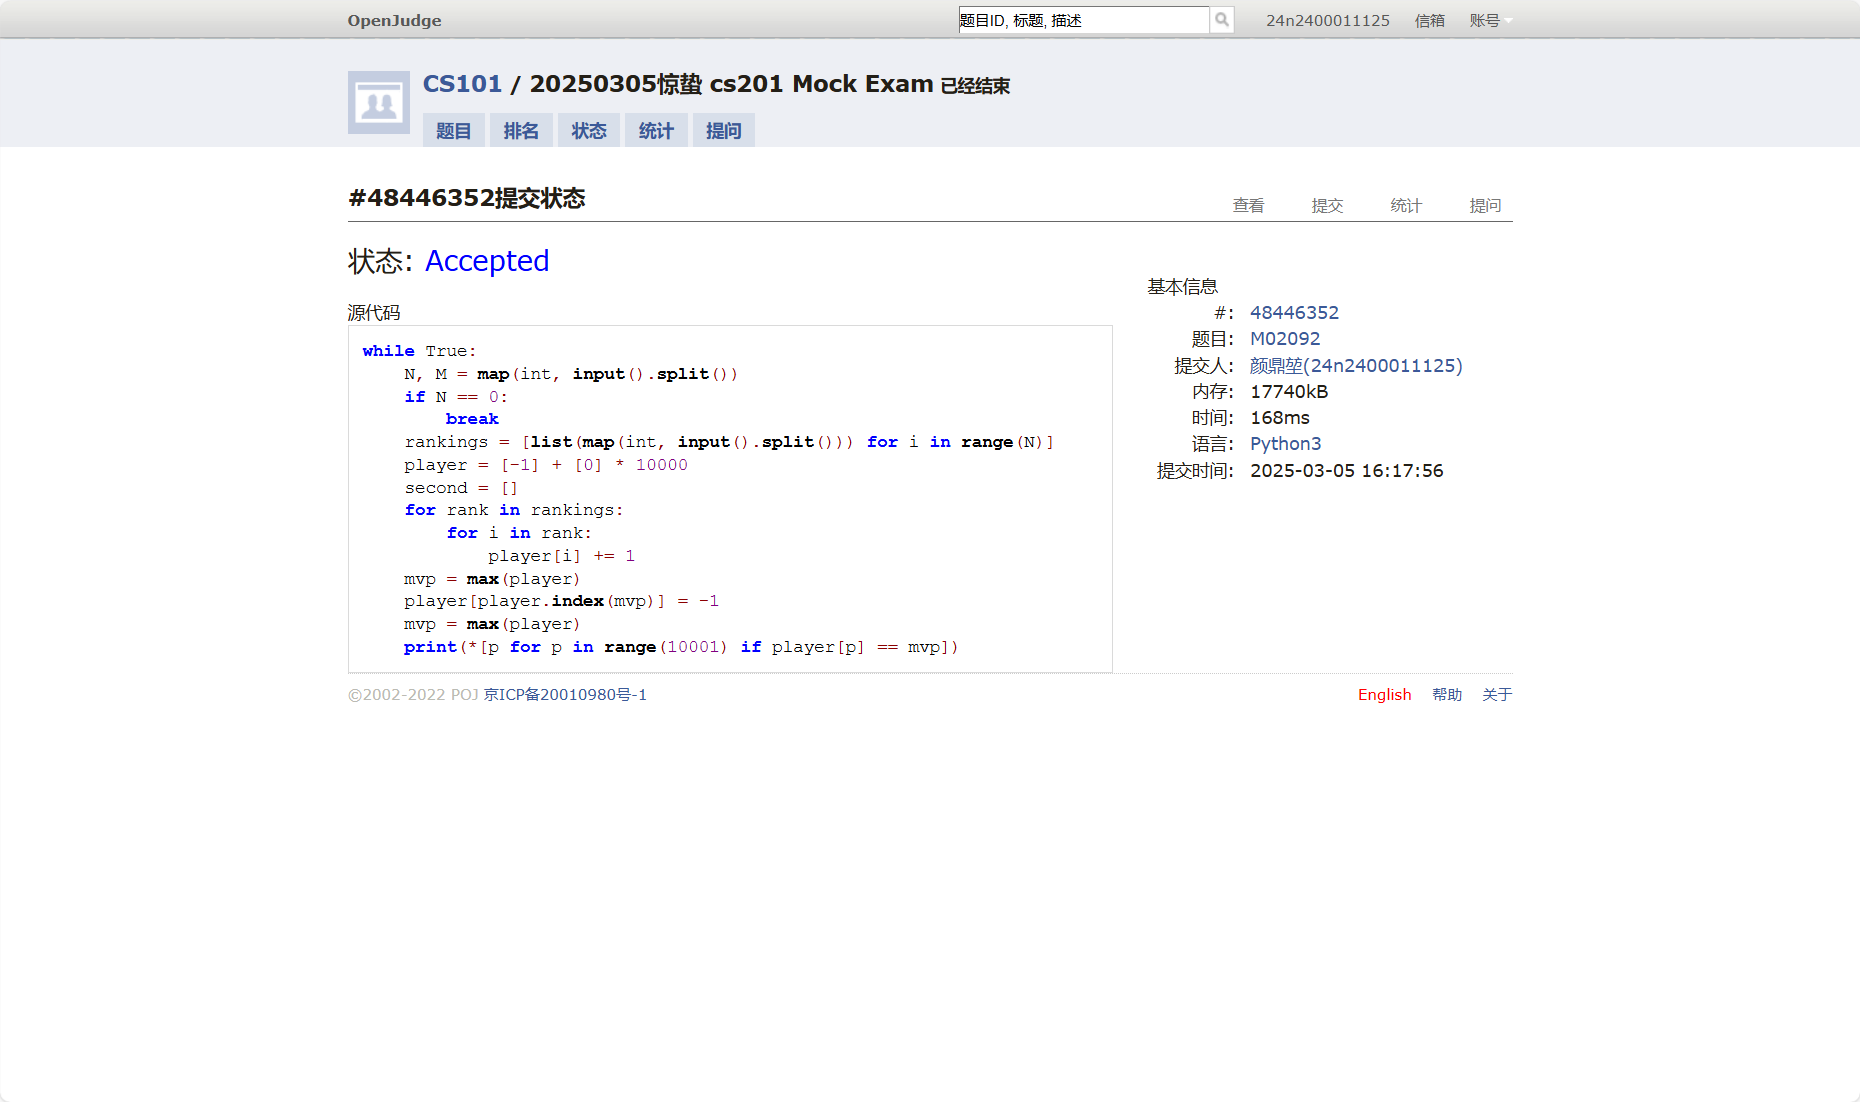 OpenJudge
题目ID, 标题, 描述
24n2400011125 信箱 账号
CS101 / 20250305惊蛰 cs201 Mock Exam 已经结束
题目 排名 状态 统计 提问
#48446352提交状态
查看 提交 统计 提问
状态: Accepted
源代码
while True:
    N, M = map(int, input().split())
    if N == 0:
        break
    rankings = [list(map(int, input().split())) for i in range(N)]
    player = [-1] + [0] * 10000
    second = []
    for rank in rankings:
        for i in rank:
            player[i] += 1
    mvp = max(player)
    player[player.index(mvp)] = -1
    mvp = max(player)
    print(*[p for p in range(10001) if player[p] == mvp])
基本信息
#: 48446352
题目: M02092
提交人: 颜鼎堃(24n2400011125)
内存: 17740kB
时间: 168ms
语言: Python3
提交时间: 2025-03-05 16:17:56
©2002-2022 POJ 京ICP备20010980号-1
English 帮助 关于